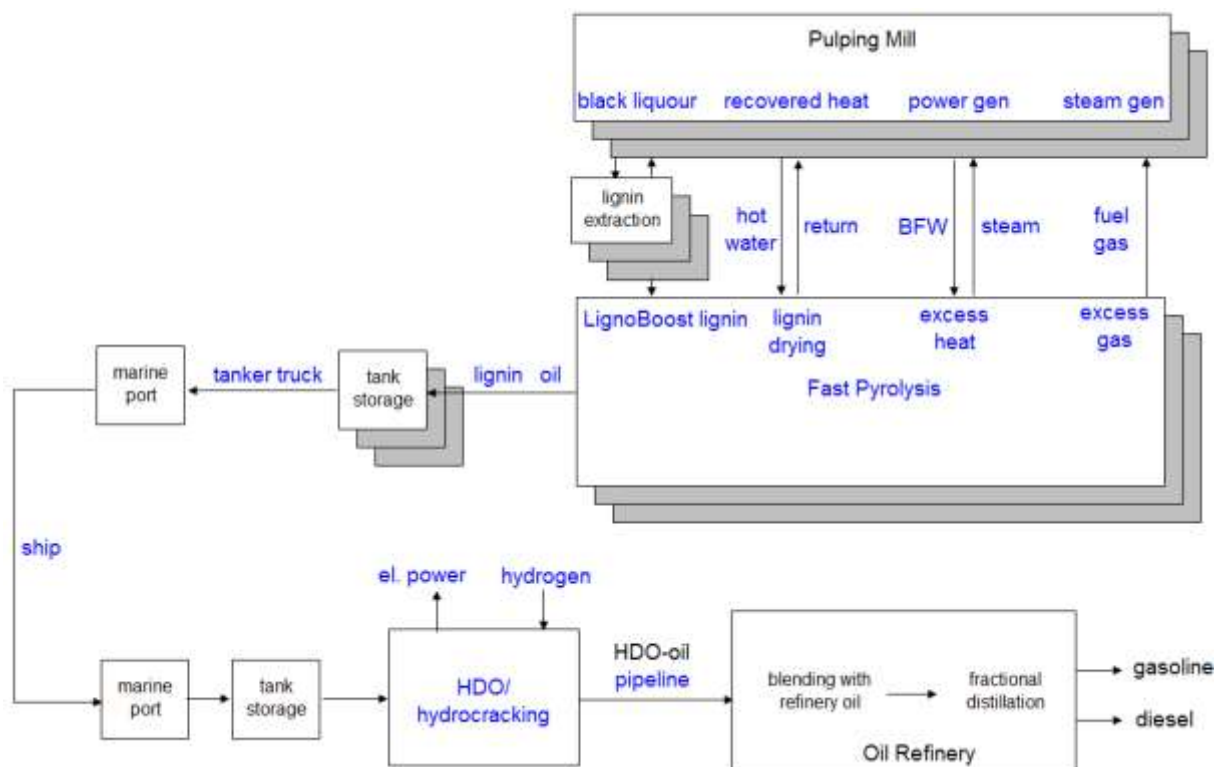 Pulping Mill
black liquour recovered heat power gen steam gen
lignin
extraction
hot
water
return
BFW
steam
fuel
gas
LignoBoost lignin
lignin
drying
excess
heat
excess
gas
Fast Pyrolysis
marine
port
tanker truck
tank
storage
lignin oil
ship
el. power
hydrogen
marine
port
tank
storage
HDO/
hydrocracking
HDO-oil
pipeline
blending with
refinery oil
fractional
distillation
Oil Refinery
gasoline
diesel